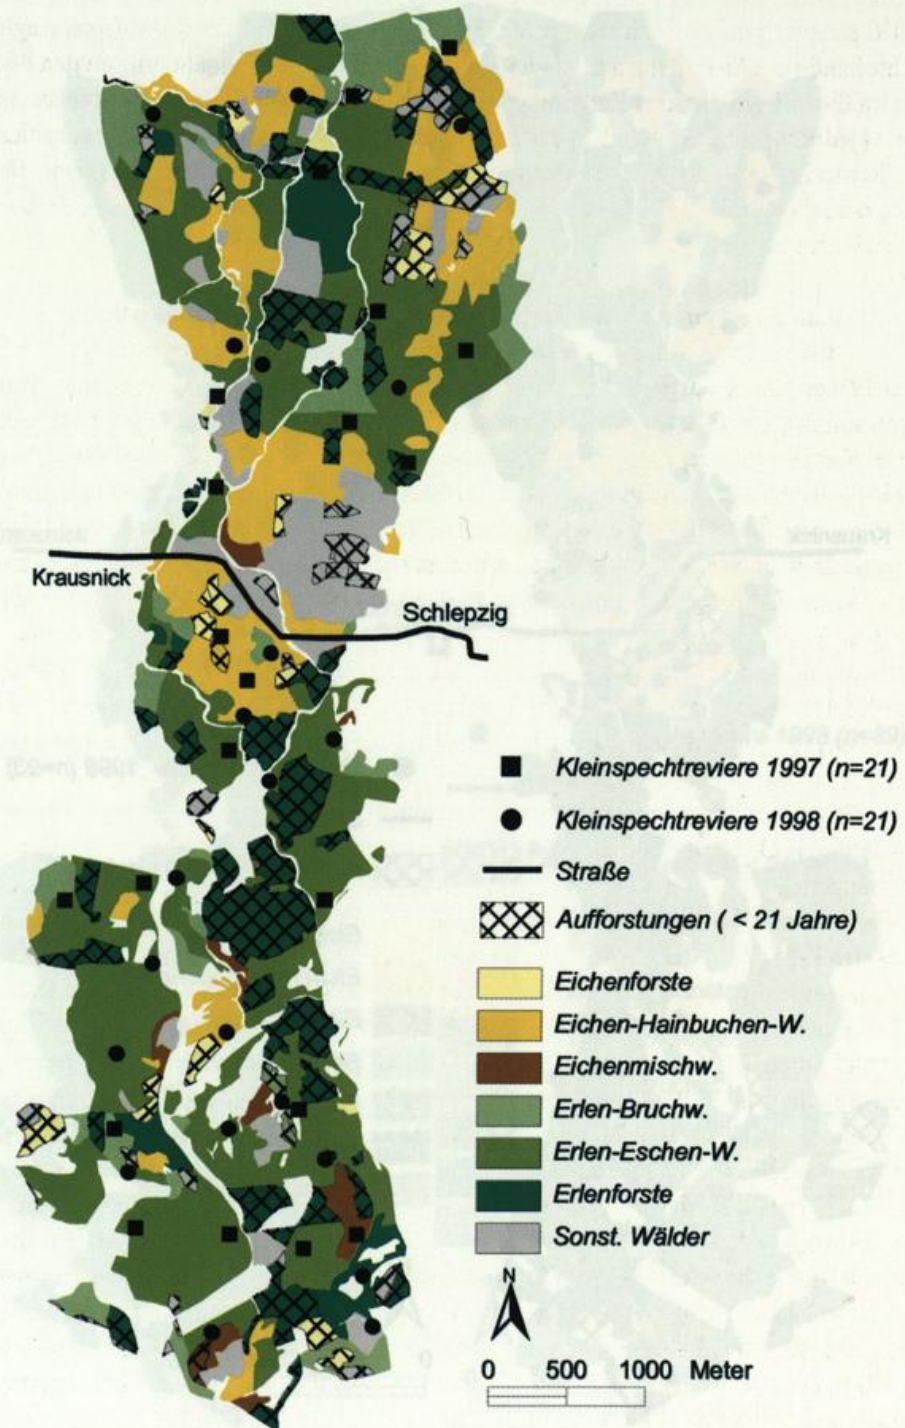 Krausnick
Schlepzig
Kleinspechtreviere 1997 (n=21)
Kleinspechtreviere 1998 (n=21)
Straße
Aufforstungen ( < 21 Jahre)
Eichenforste
Eichen-Hainbuchen-W.
Eichenmischw.
Erlen-Bruchw.
Erlen-Eschen-W.
Erlenforste
Sonst. Wälder
N
0 500 1000 Meter